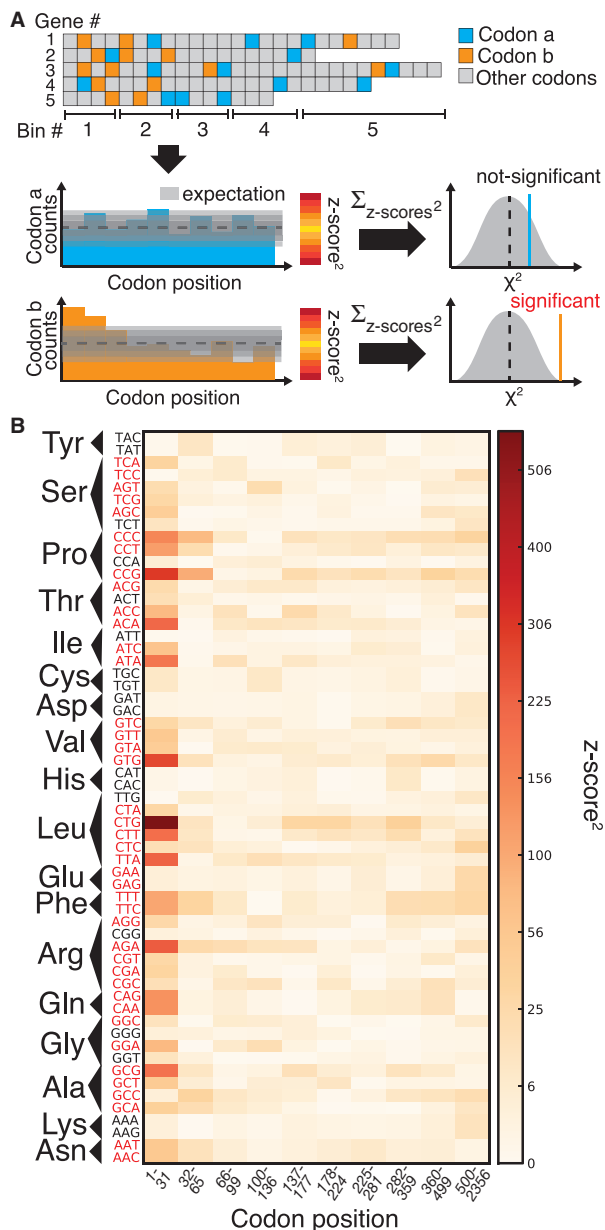 A
Gene #
1
2
3
4
5
Codon a
Codon b
Other codons
Bin # 1 2 3 4 5
Codon a counts
expectation
Codon position
z-score²
Σ z-scores²
not-significant
χ²
Codon b counts
Codon position
z-score²
Σ z-scores²
significant
χ²
B
Tyr
TAC
TAT
Ser
TCA
TCC
AGT
TCG
AGC
TCT
Pro
CCC
CCT
CCA
CCG
Thr
ACG
ACT
ACC
ACA
Ile
ATT
ATC
ATA
Cys
TGC
TGT
Asp
GAT
GAC
Val
GTC
GTT
GTA
GTG
His
CAT
CAC
Leu
TTG
CTA
CTG
CTT
CTC
TTA
Glu
GAA
GAG
Phe
TTT
TTC
Arg
AGG
CGG
AGA
CGT
CGA
CGC
Gln
CAG
CAA
Gly
GGC
GGG
GGA
GGT
Ala
GCG
GCT
GCC
GCA
Lys
AAA
AAG
Asn
AAT
AAC
1-31
32-65
66-99
100-136
137-177
178-224
225-281
282-359
360-499
500-2356
Codon position
506
400
306
225
156
100
56
25
6
0
z-score²